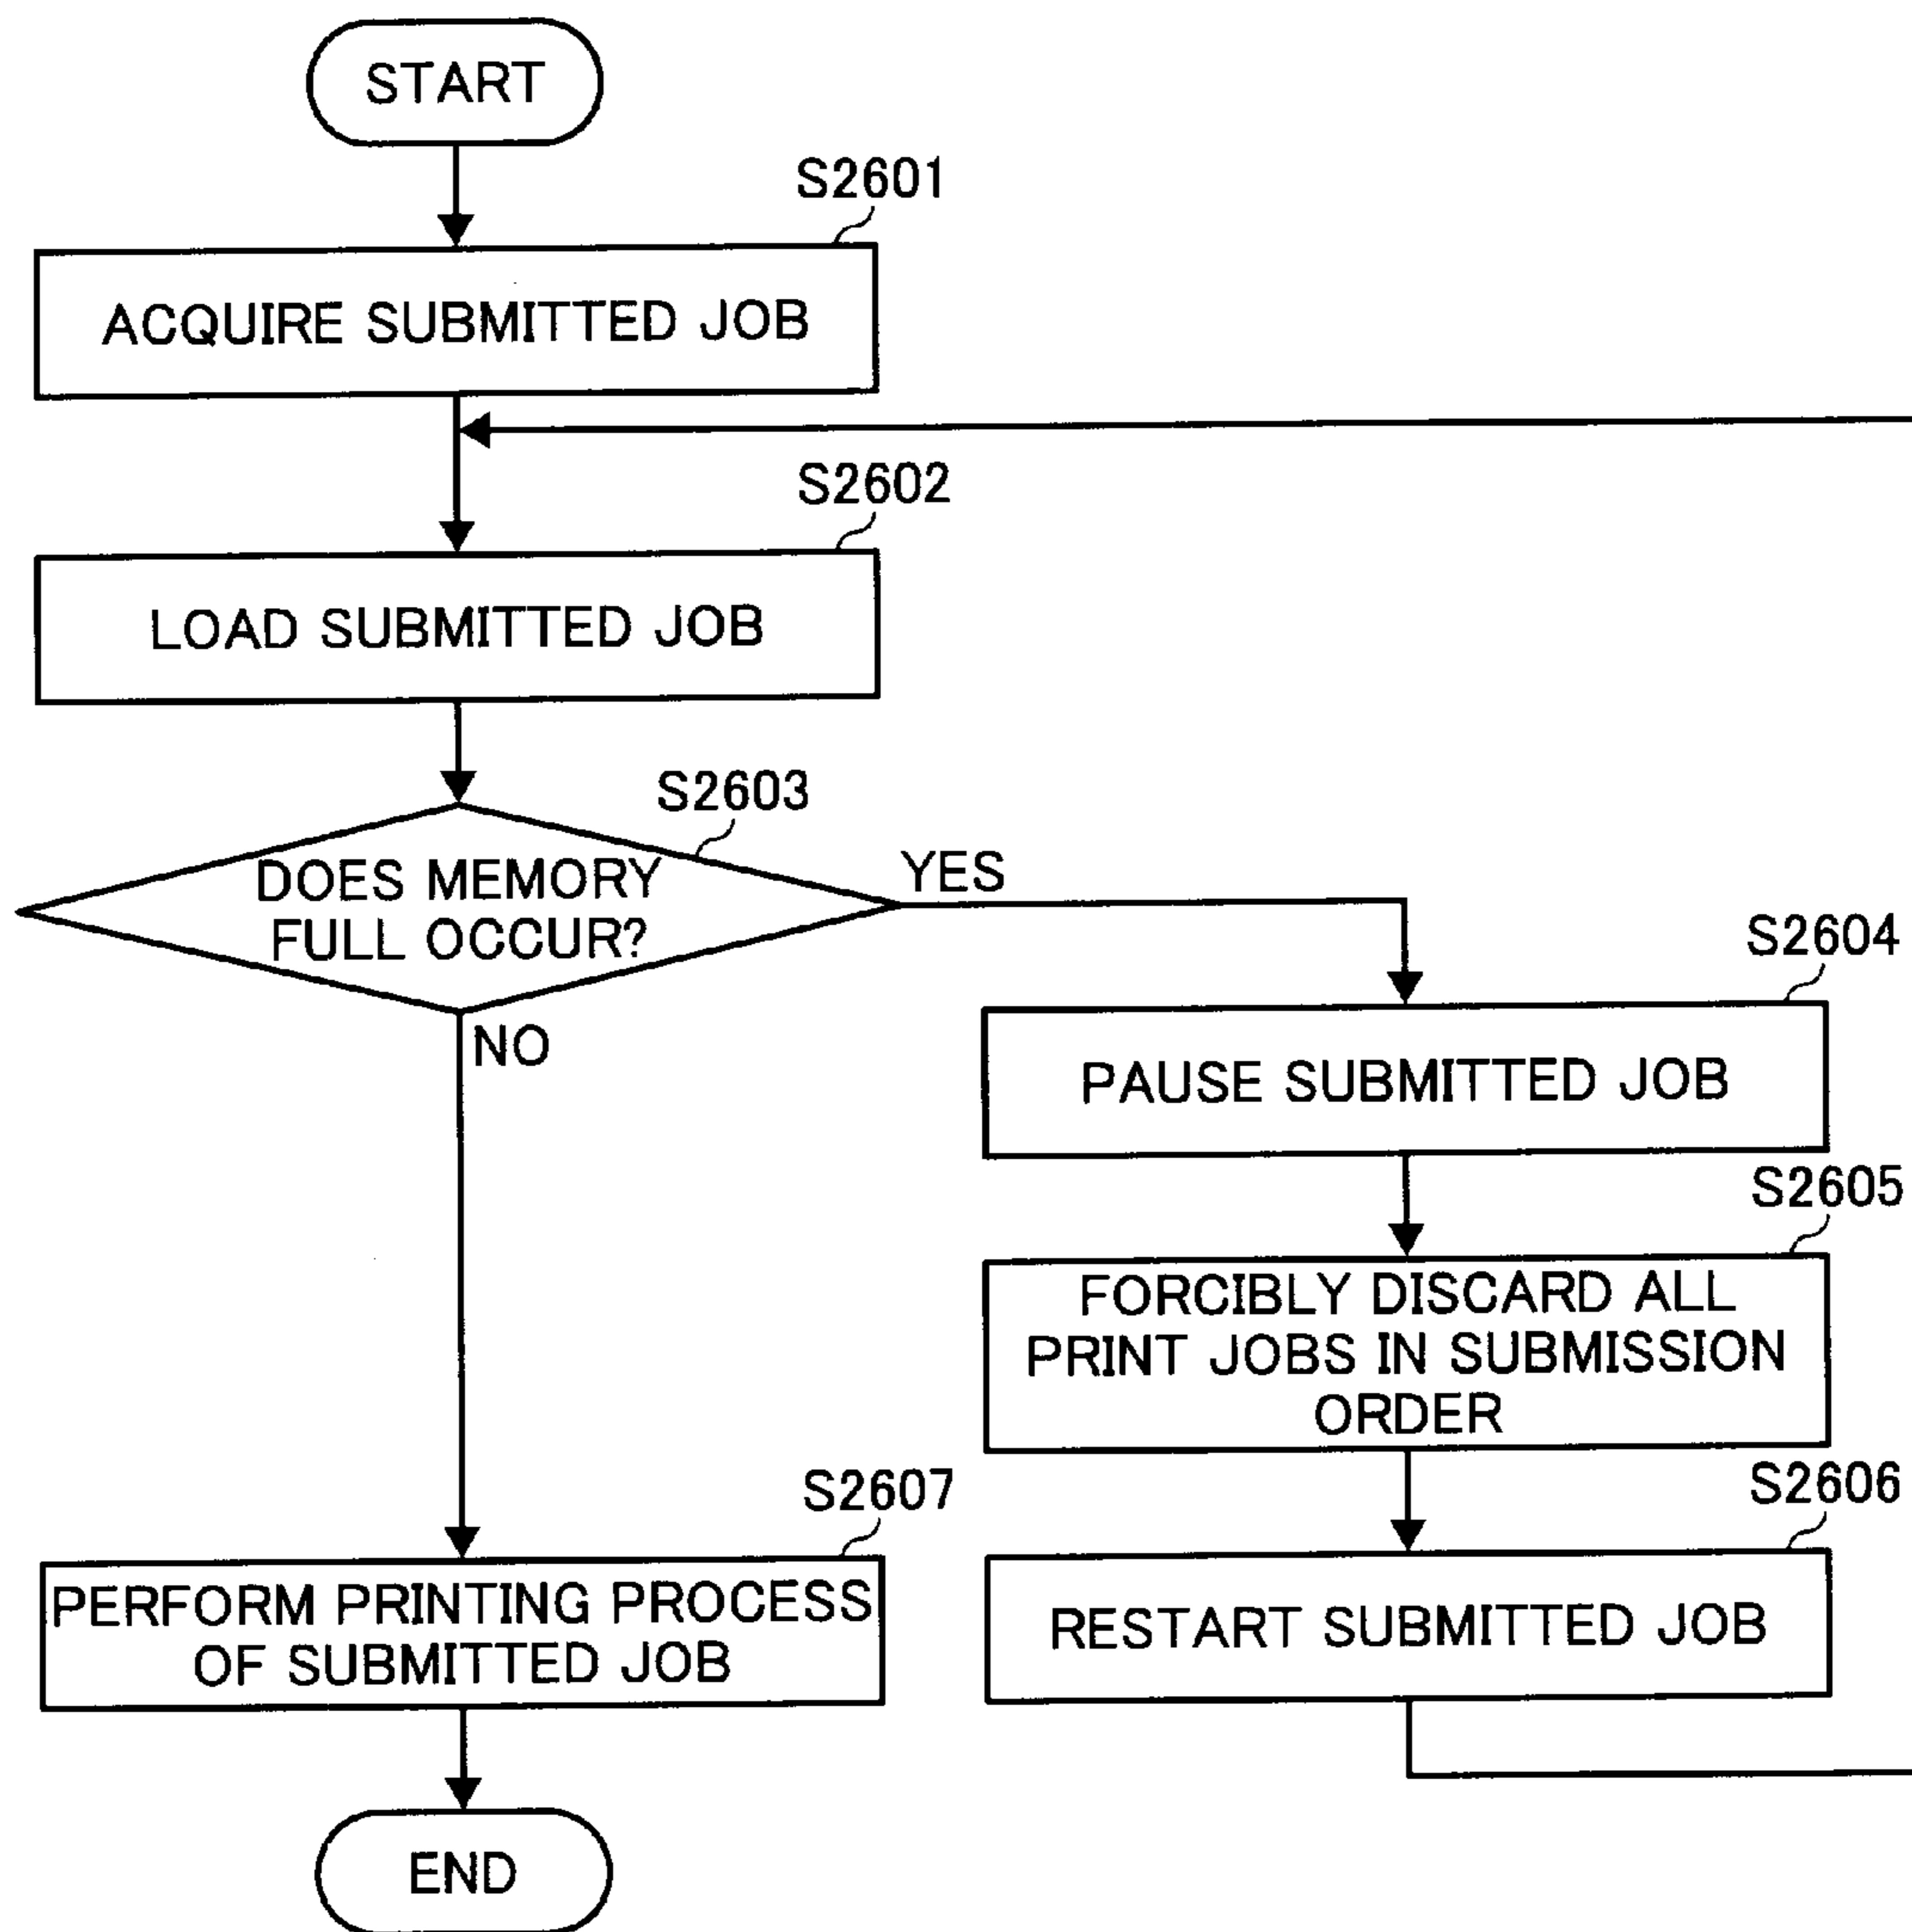 START
S2601
ACQUIRE SUBMITTED JOB
S2602
LOAD SUBMITTED JOB
S2603
DOES MEMORY
FULL OCCUR?
YES
NO
S2604
PAUSE SUBMITTED JOB
S2605
FORCIBLY DISCARD ALL
PRINT JOBS IN SUBMISSION
ORDER
S2606
RESTART SUBMITTED JOB
S2607
PERFORM PRINTING PROCESS
OF SUBMITTED JOB
END